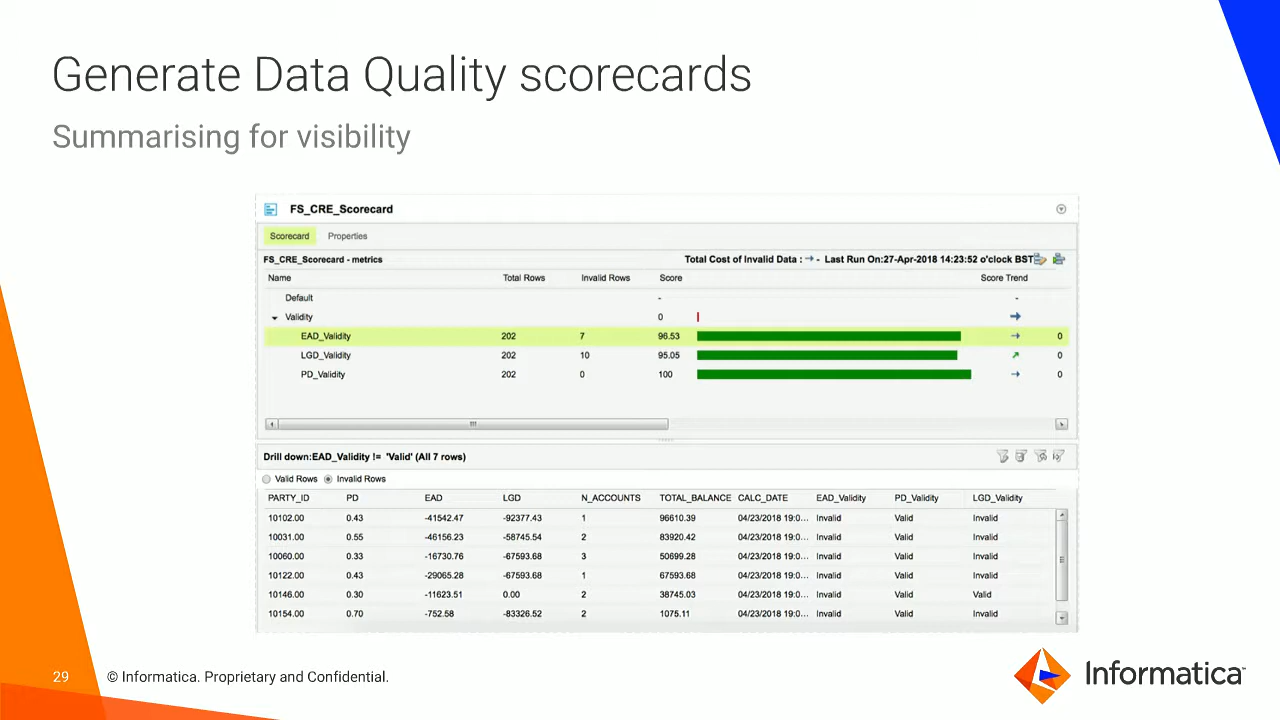 Generate Data Quality scorecards
Summarising for visibility
FS_CRE_Scorecard
Scorecard Properties
FS_CRE_Scorecard - metrics Total Cost of Invalid Data : - Last Run On:27-Apr-2018 14:23:52 o'clock BST
Name Total Rows Invalid Rows Score Score Trend
Default - -
Validity 0
EAD_Validity 202 7 96.53 0
LGD_Validity 202 10 95.05 0
PD_Validity 202 0 100 0
Drill down:EAD_Validity != 'Valid' (All 7 rows)
Valid Rows Invalid Rows
PARTY_ID PD EAD LGD N_ACCOUNTS TOTAL_BALANCE CALC_DATE EAD_Validity PD_Validity LGD_Validity
10102.00 0.43 -41542.47 -92377.43 1 96610.39 04/23/2018 19:0... Invalid Valid Invalid
10031.00 0.55 -46156.23 -58745.54 2 83920.42 04/23/2018 19:0... Invalid Valid Invalid
10060.00 0.33 -16730.76 -67593.68 3 50699.28 04/23/2018 19:0... Invalid Valid Invalid
10122.00 0.43 -29065.28 -67593.68 1 67593.68 04/23/2018 19:0... Invalid Valid Invalid
10146.00 0.30 -11623.51 0.00 2 38745.03 04/23/2018 19:0... Invalid Valid Valid
10154.00 0.70 -752.58 -83326.52 2 1075.11 04/23/2018 19:0... Invalid Valid Invalid
29 © Informatica. Proprietary and Confidential.
Informatica™